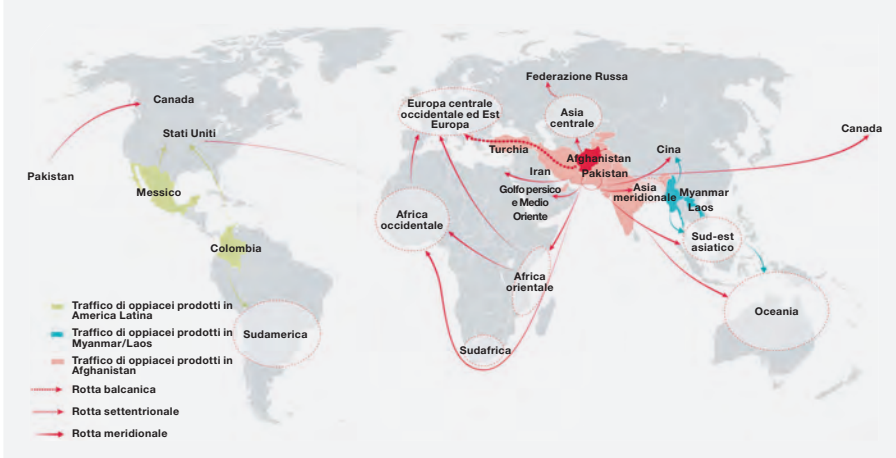 Federazione Russa
Canada
Europa centrale
occidentale ed Est
Europa
Asia
centrale
Stati Uniti
Canada
Turchia
Cina
Afghanistan
Iran
Pakistan
Pakistan
Messico
Golfo persico
e Medio
Oriente
Asia
meridionale
Myanmar
Laos
Africa
occidentale
Sud-est
asiatico
Colombia
Africa
orientale
Traffico di oppiacei prodotti in
America Latina
Traffico di oppiacei prodotti in
Myanmar/Laos
Traffico di oppiacei prodotti in
Afghanistan
Rotta balcanica
Rotta settentrionale
Rotta meridionale
Sudamerica
Sudafrica
Oceania